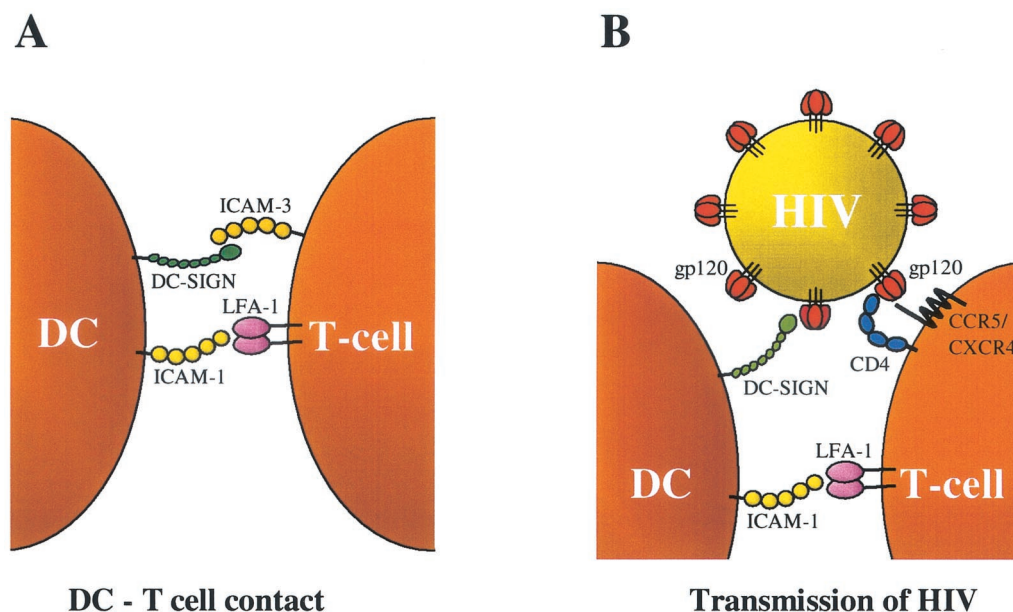 A
ICAM-3
DC-SIGN
LFA-1
DC
T-cell
ICAM-1
DC - T cell contact
B
HIV
gp120
gp120
CCR5/
CXCR4
CD4
DC-SIGN
LFA-1
DC
T-cell
ICAM-1
Transmission of HIV